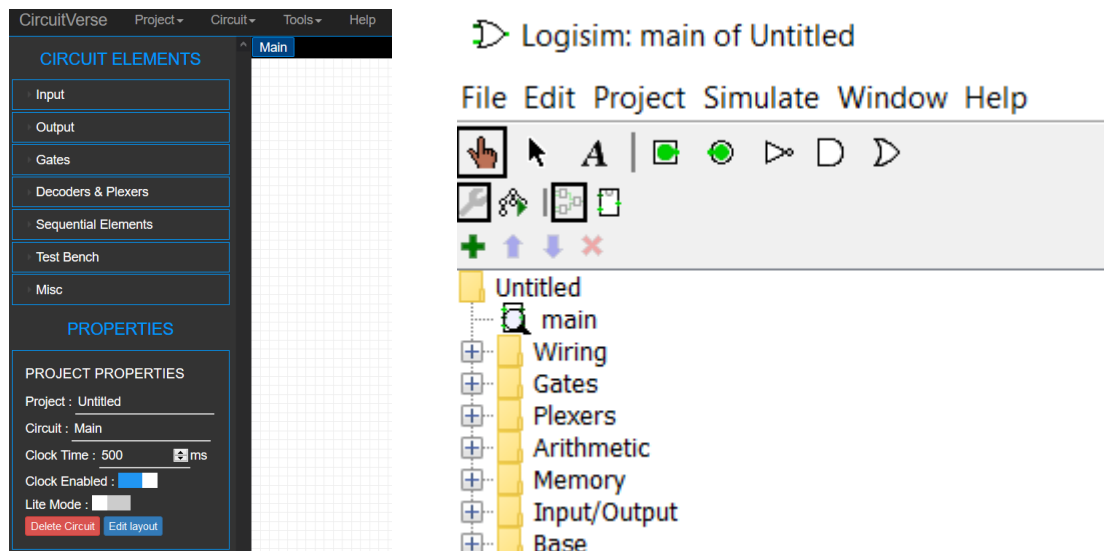 CircuitVerse Project Circuit Tools Help
CIRCUIT ELEMENTS
Main
Input
Output
Gates
Decoders & Plexers
Sequential Elements
Test Bench
Misc
PROPERTIES
PROJECT PROPERTIES
Project : Untitled
Circuit : Main
Clock Time : 500 ms
Clock Enabled :
Lite Mode :
Delete Circuit Edit layout
Logisim: main of Untitled
File Edit Project Simulate Window Help
A
Untitled
main
Wiring
Gates
Plexers
Arithmetic
Memory
Input/Output
Base